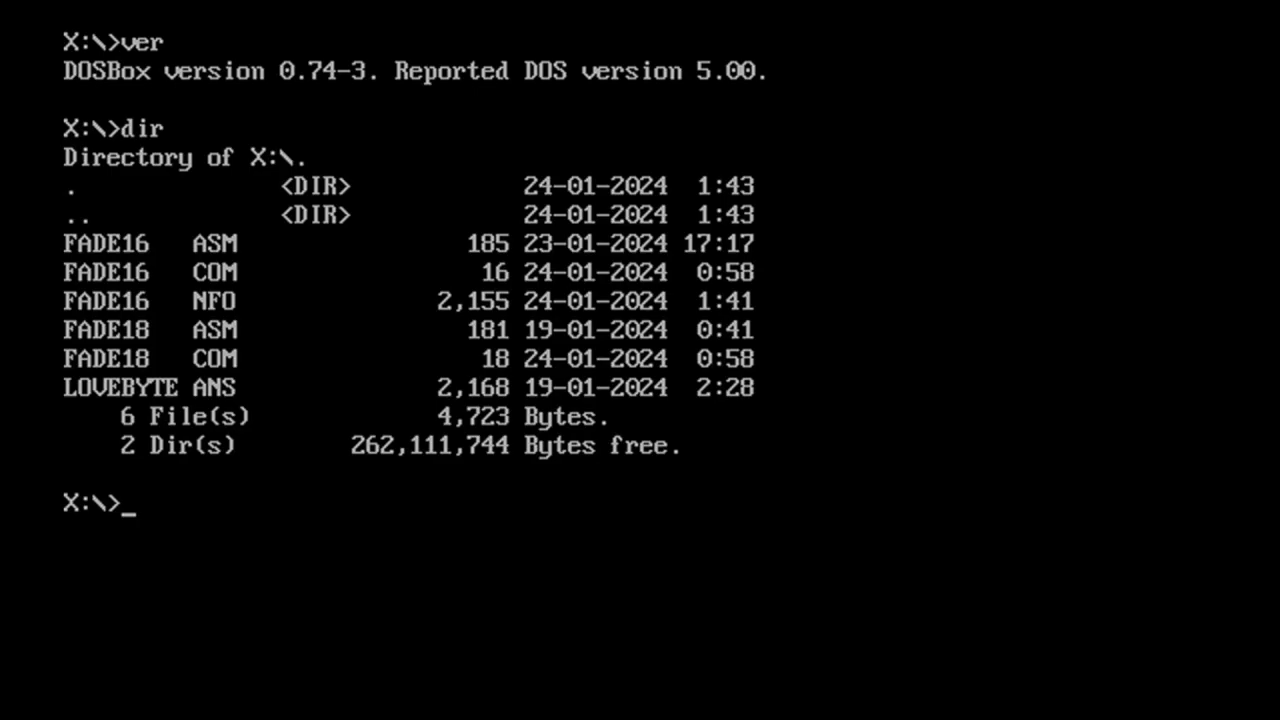 X:\>ver
DOSBox version 0.74-3. Reported DOS version 5.00.
X:\>dir
Directory of X:\.
.              <DIR>            24-01-2024  1:43
..             <DIR>            24-01-2024  1:43
FADE16   ASM                185 23-01-2024 17:17
FADE16   COM                 16 24-01-2024  0:58
FADE16   NFO              2,155 24-01-2024  1:41
FADE18   ASM                181 19-01-2024  0:41
FADE18   COM                 18 24-01-2024  0:58
LOVEBYTE ANS              2,168 19-01-2024  2:28
    6 File(s)             4,723 Bytes.
    2 Dir(s)        262,111,744 Bytes free.
X:\>_